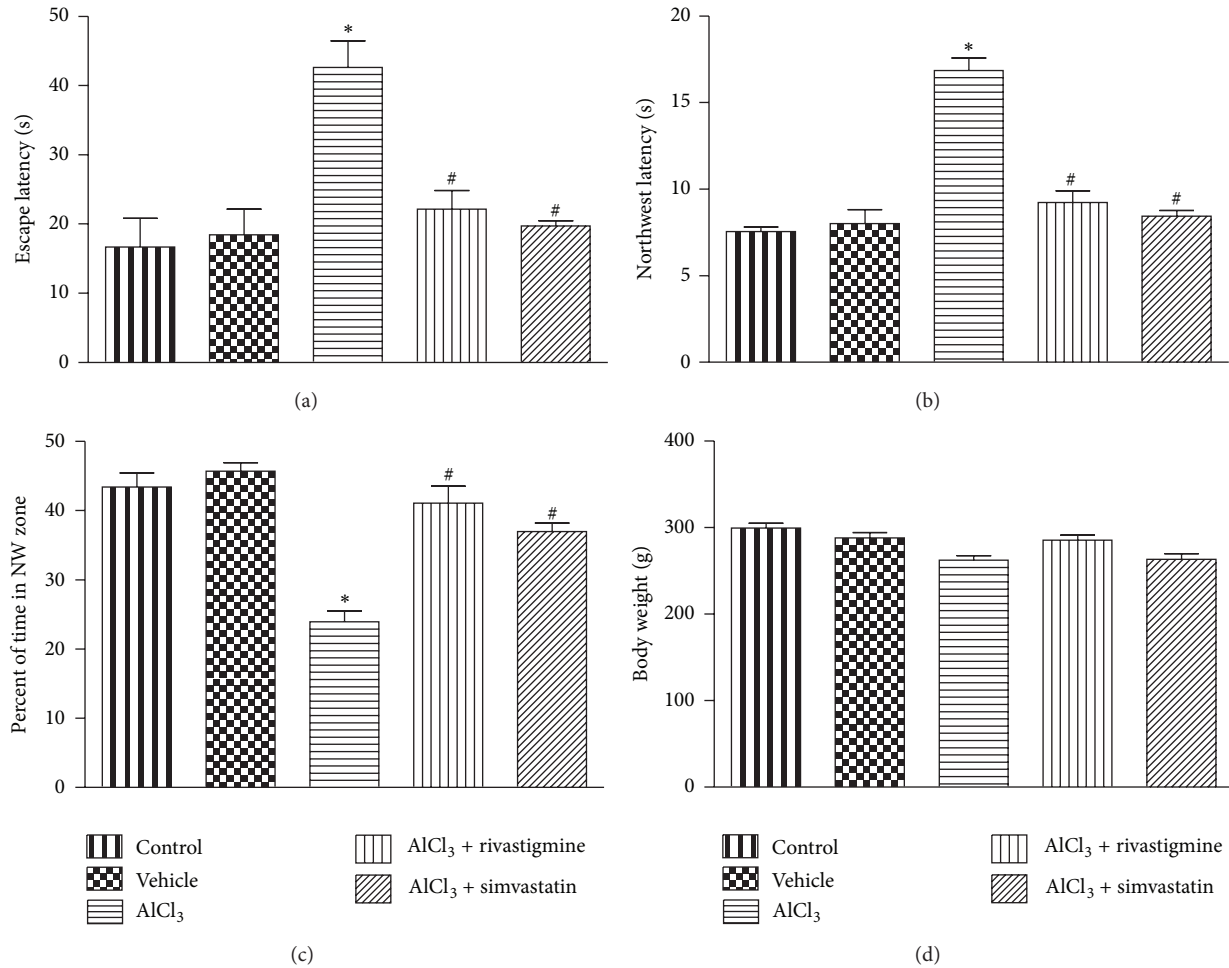 60
50
40
30
20
10
0
Escape latency (s)
*
#
#
(a)
20
15
10
5
0
Northwest latency (s)
*
#
#
(b)
50
40
30
20
10
0
Percent of time in NW zone
*
#
#
(c)
400
300
200
100
0
Body weight (g)
(d)
Control
Vehicle
AlCl₃
AlCl₃ + rivastigmine
AlCl₃ + simvastatin
Control
Vehicle
AlCl₃
AlCl₃ + rivastigmine
AlCl₃ + simvastatin